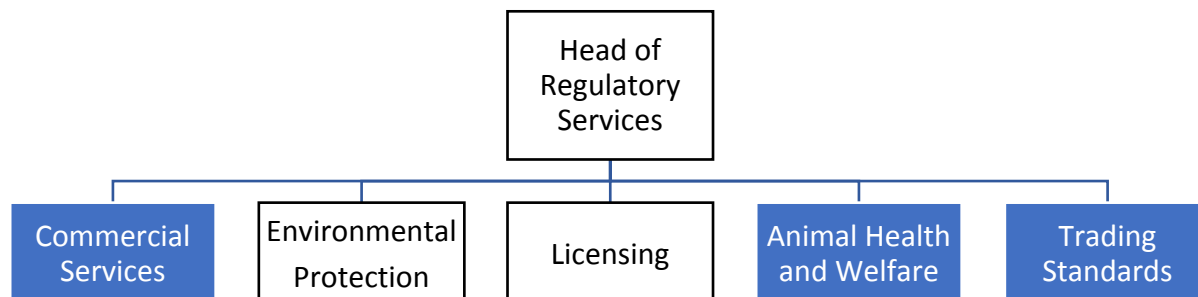 Head of
Regulatory
Services
Commercial
Services
Environmental
Protection
Licensing
Animal Health
and Welfare
Trading
Standards